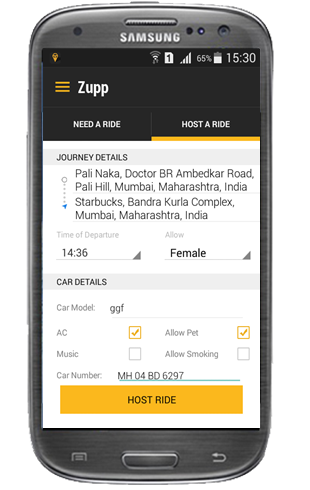 SAMSUNG
1 65% 15:30
Zupp
NEED A RIDE HOST A RIDE
JOURNEY DETAILS
Pali Naka, Doctor BR Ambedkar Road,
Pali Hill, Mumbai, Maharashtra, India
Starbucks, Bandra Kurla Complex,
Mumbai, Maharashtra, India
Time of Departure Allow
14:36 Female
CAR DETAILS
Car Model: ggf
AC Allow Pet
Music Allow Smoking
Car Number: MH 04 BD 6297
HOST RIDE